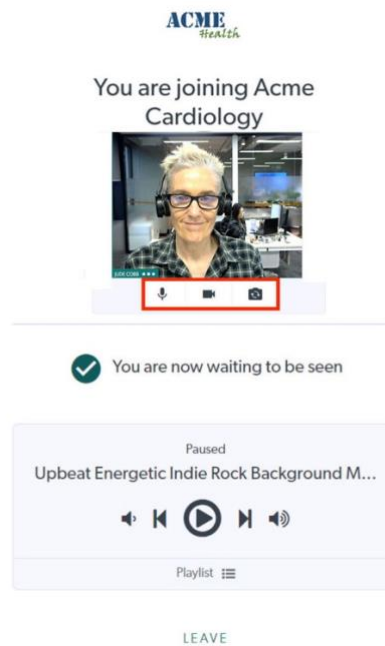 ACME
Health
You are joining Acme
Cardiology
You are now waiting to be seen
Paused
Upbeat Energetic Indie Rock Background M...
Playlist
LEAVE